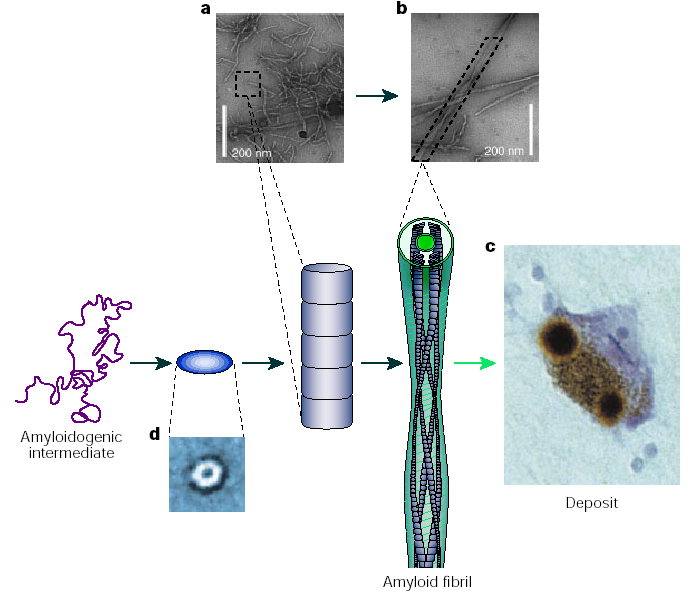 a
b
200 nm
200 nm
c
Amyloidogenic
intermediate
d
Deposit
Amyloid fibril